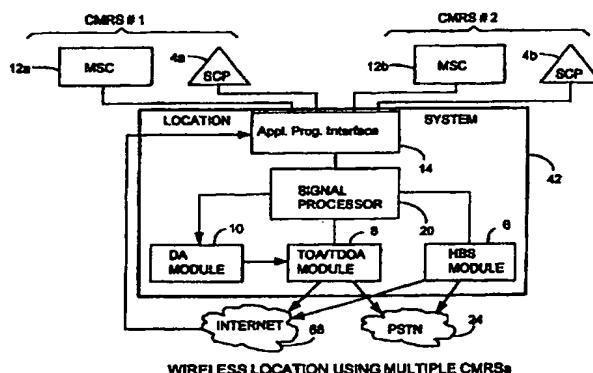 CMRS # 1
CMRS # 2
12a
MSC
4a
SCP
12b
MSC
4b
SCP
LOCATION
Appl. Prog. Interface
SYSTEM
14
42
SIGNAL
PROCESSOR
20
10
8
6
DA
MODULE
TOA/TDOA
MODULE
HBS
MODULE
INTERNET
68
PSTN
24
WIRELESS LOCATION USING MULTIPLE CMRSs